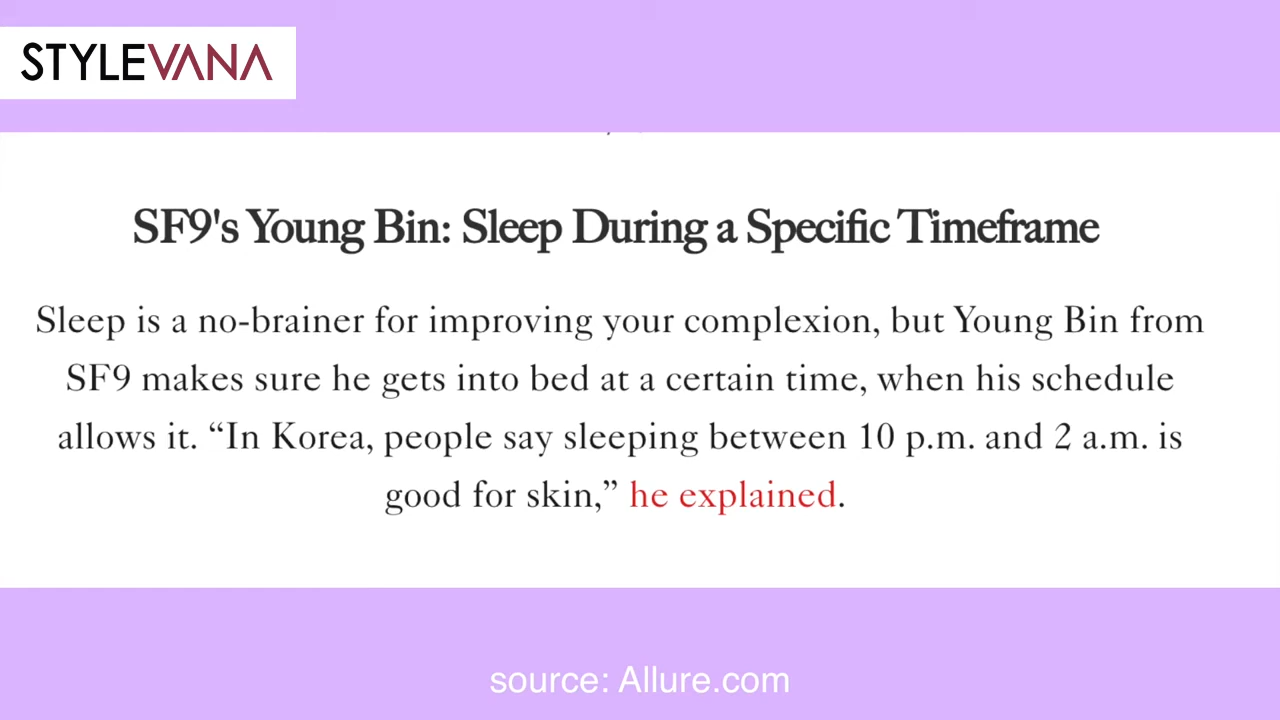 STYLEVANA
SF9's Young Bin: Sleep During a Specific Timeframe
Sleep is a no-brainer for improving your complexion, but Young Bin from
SF9 makes sure he gets into bed at a certain time, when his schedule
allows it. “In Korea, people say sleeping between 10 p.m. and 2 a.m. is
good for skin,” he explained.
source: Allure.com